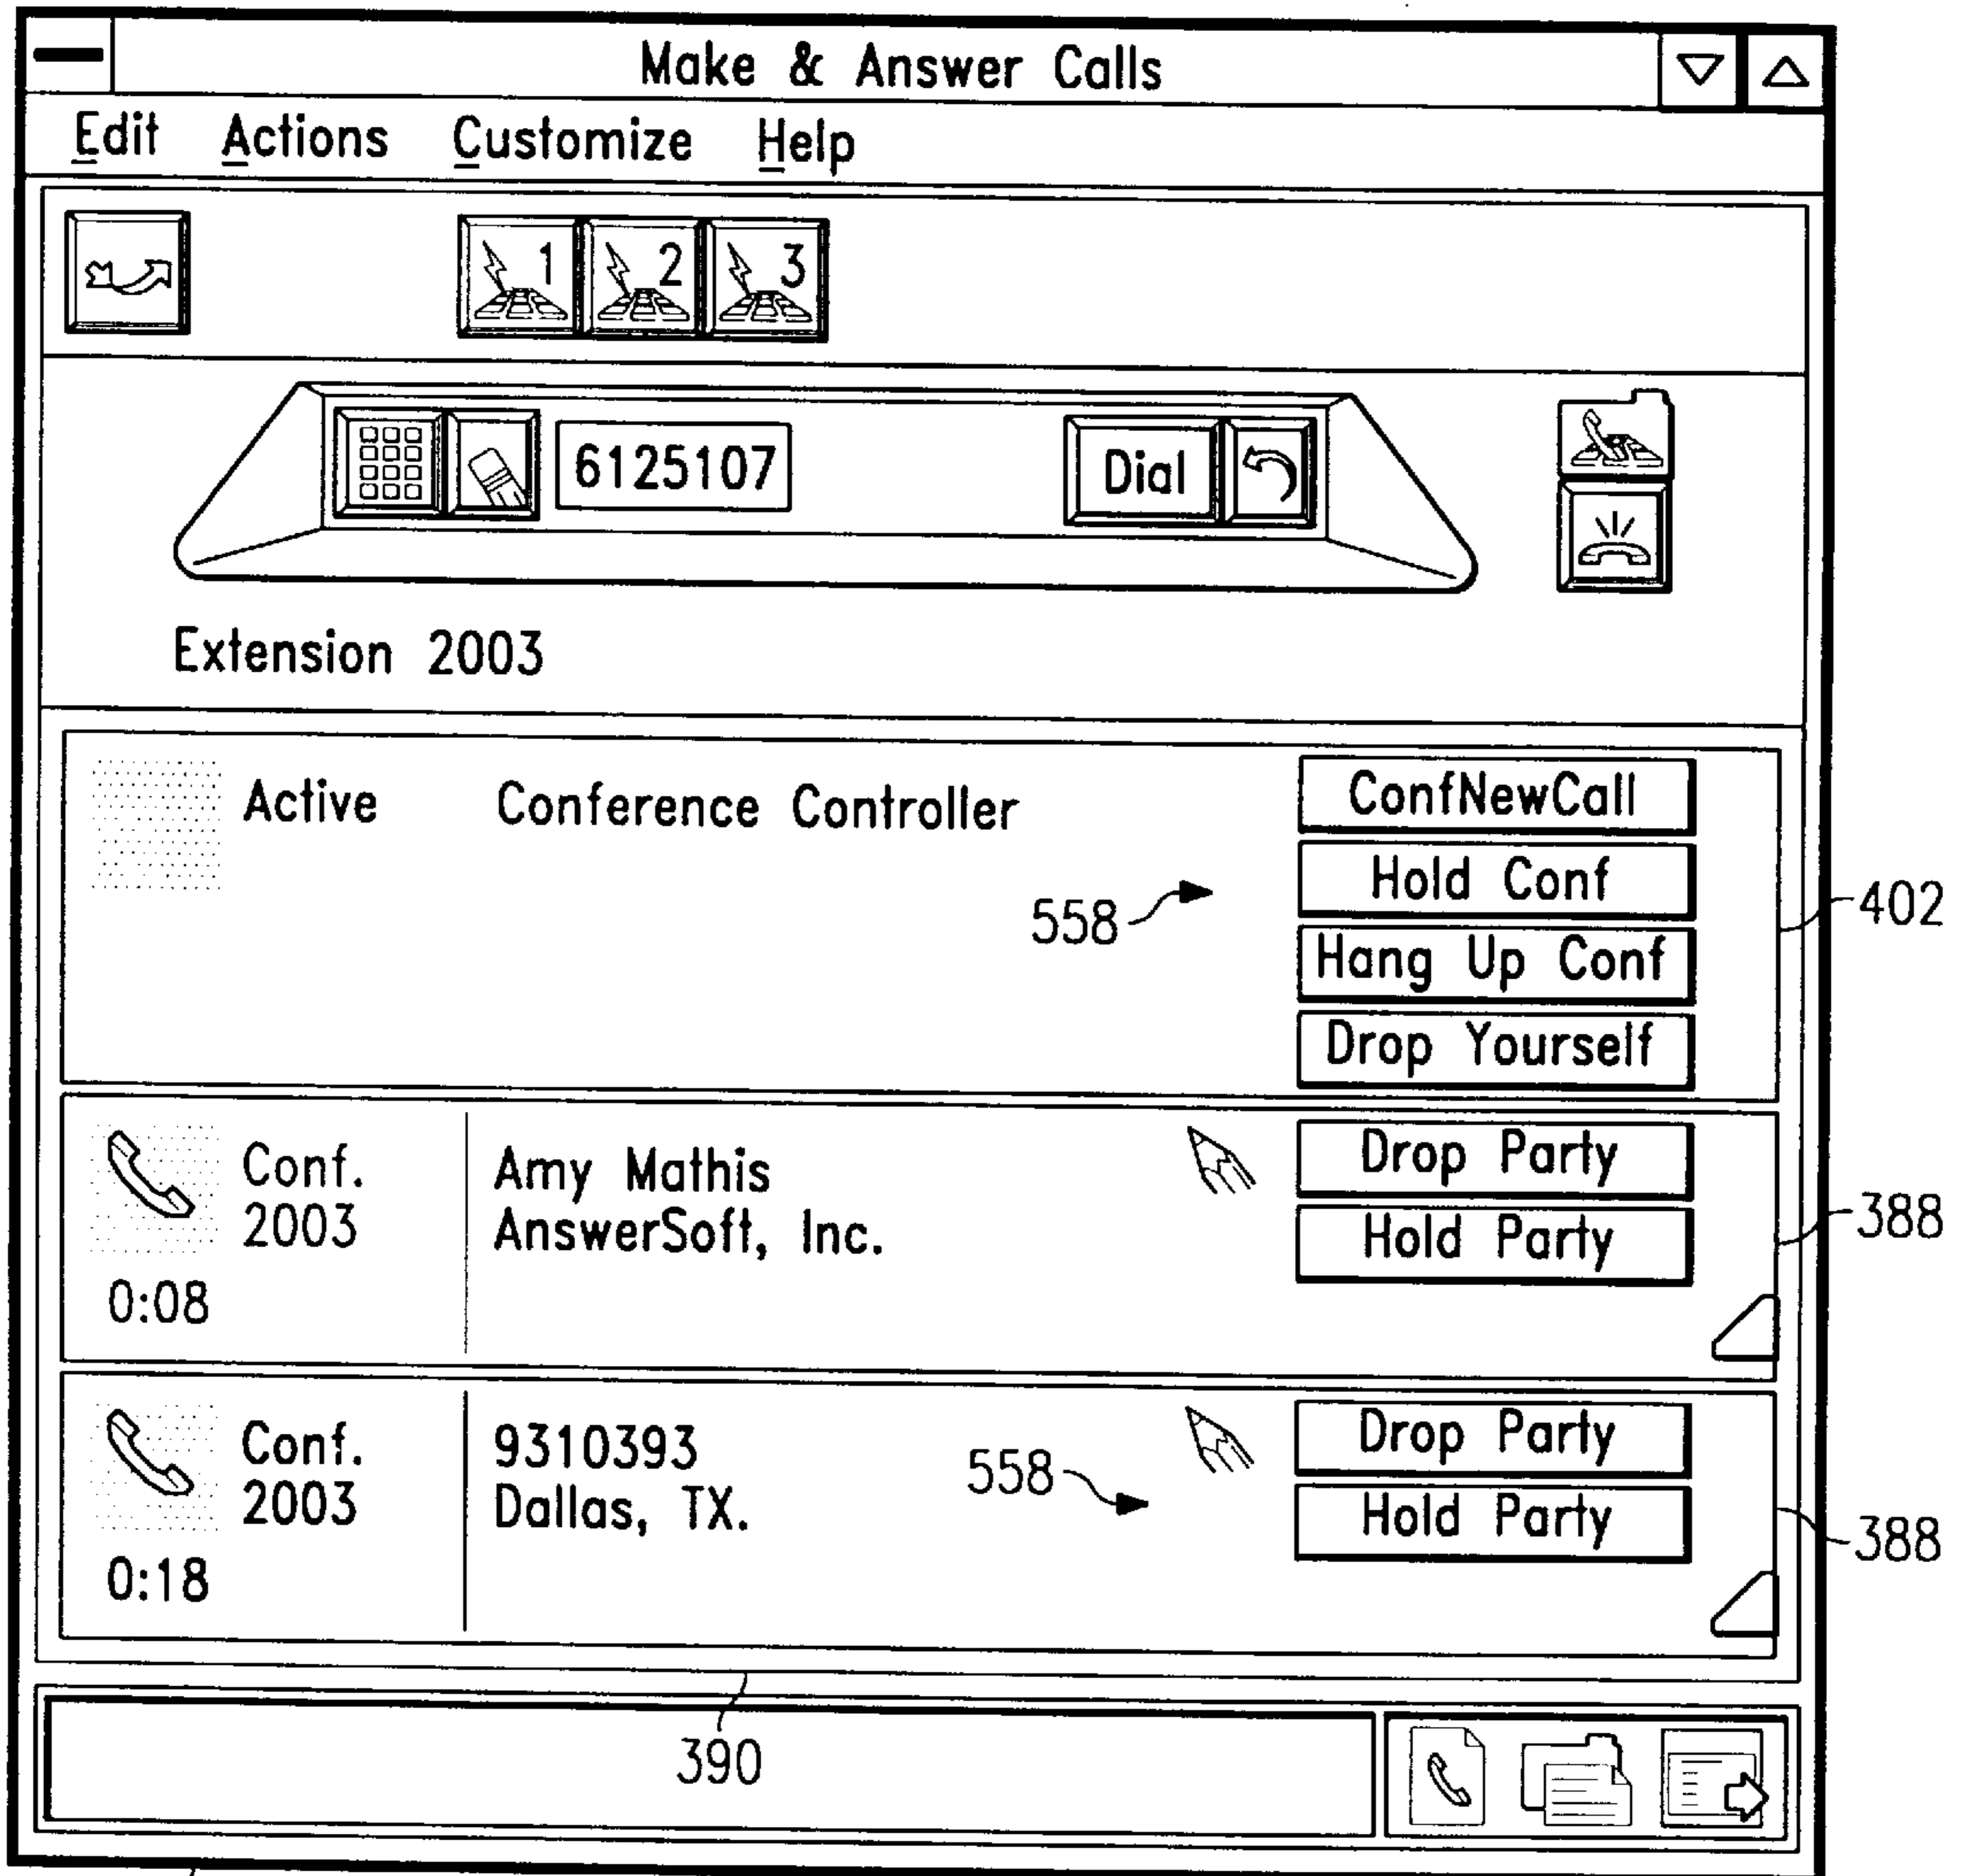 Make & Answer Calls
Edit Actions Customize Help
1 2 3
6125107 Dial
Extension 2003
Active Conference Controller
ConfNewCall
Hold Conf
558
402
Hang Up Conf
Drop Yourself
Conf. Amy Mathis Drop Party
2003 AnswerSoft, Inc. Hold Party
388
0:08
Conf. 9310393 Drop Party
2003 Dallas, TX. 558 Hold Party
388
0:18
390